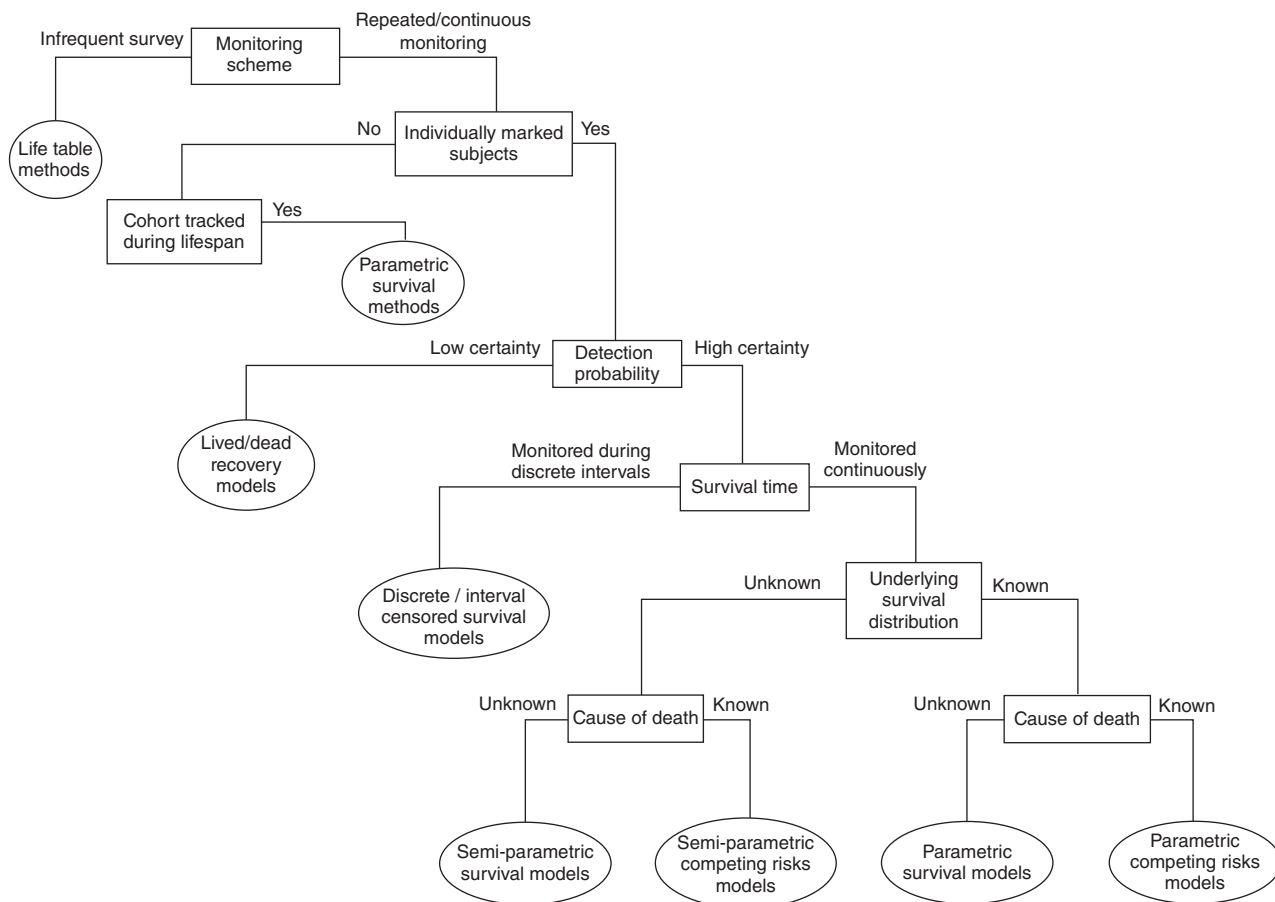 Infrequent survey
Monitoring
scheme
Repeated/continuous
monitoring
Life table
methods
No
Individually marked
subjects
Yes
Cohort tracked
during lifespan
Yes
Parametric
survival
methods
Low certainty
Detection
probability
High certainty
Lived/dead
recovery
models
Monitored during
discrete intervals
Survival time
Monitored
continuously
Discrete / interval
censored survival
models
Unknown
Underlying
survival
distribution
Known
Unknown
Cause of death
Known
Unknown
Cause of death
Known
Semi-parametric
survival models
Semi-parametric
competing risks
models
Parametric
survival models
Parametric
competing risks
models